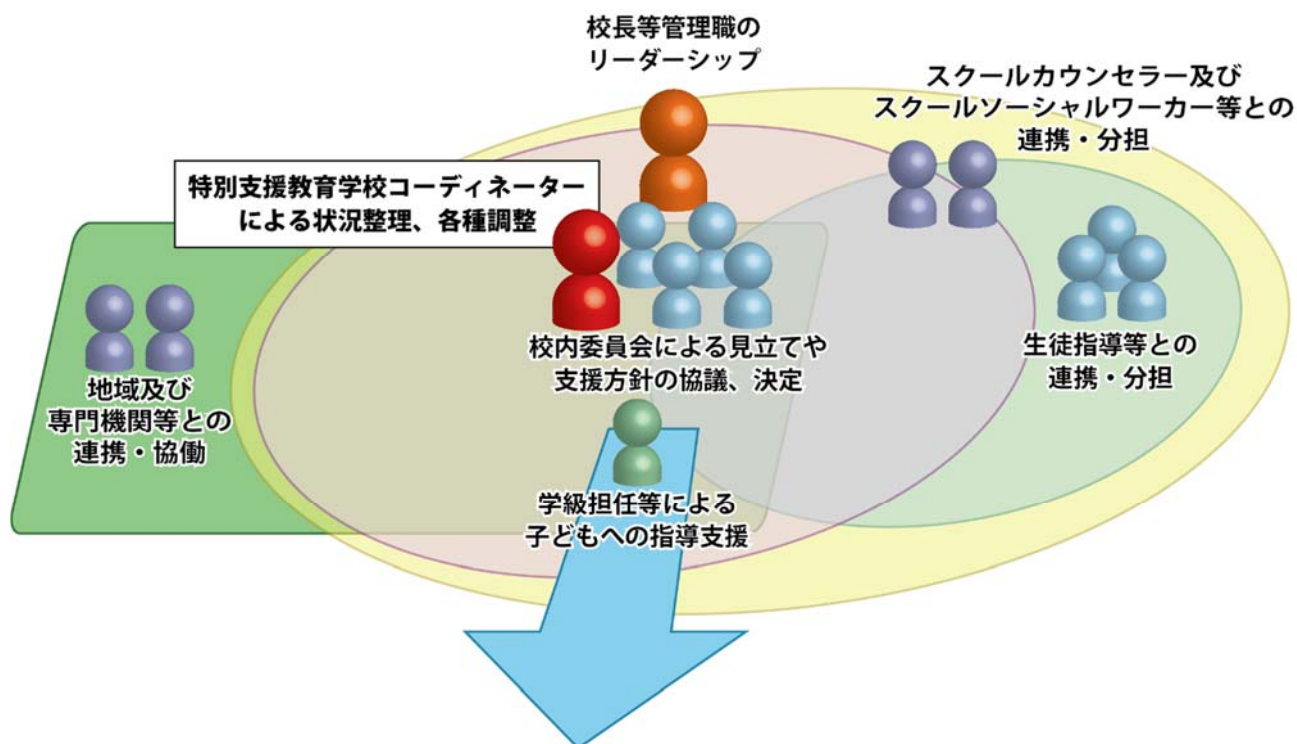 校長等管理職の
リーダーシップ
スクールカウンセラー及び
スクールソーシャルワーカー等との
連携・分担
特別支援教育学校コーディネーター
による状況整理、各種調整
校内委員会による見立てや
支援方針の協議、決定
生徒指導等との
連携・分担
地域及び
専門機関等との
連携・協働
学級担任等による
子どもへの指導支援